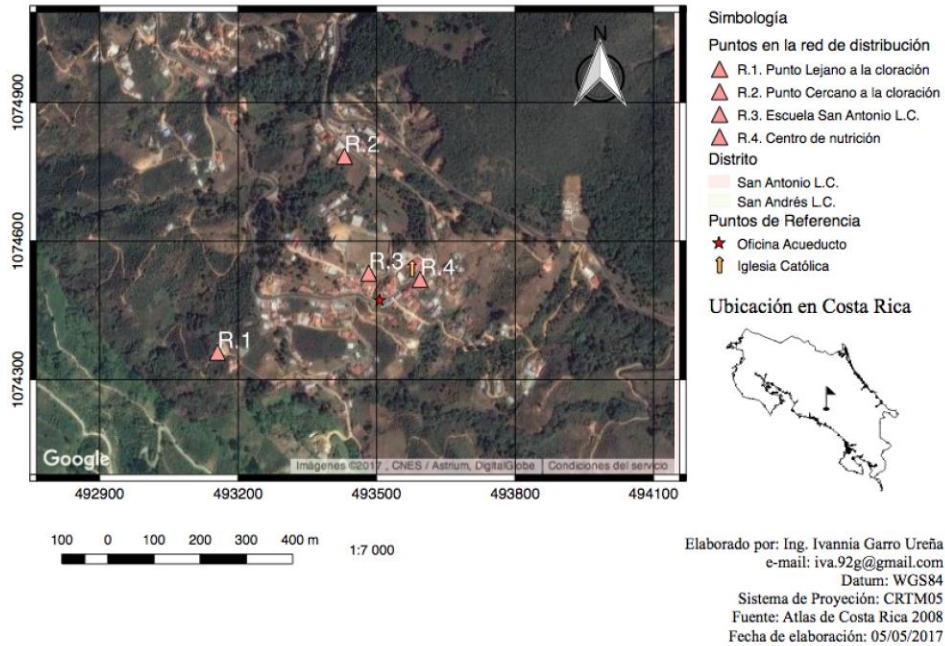 N
R.2
R.3
R.4
R.1
1074900
1074600
1074300
492900
493200
493500
493800
494100
Google
Imágenes ©2017 , CNES / Astrium, DigitalGlobe
Condiciones del servicio
100 0 100 200 300 400 m
1:7 000
Simbología
Puntos en la red de distribución
R.1. Punto Lejano a la cloración
R.2. Punto Cercano a la cloración
R.3. Escuela San Antonio L.C.
R.4. Centro de nutrición
Distrito
San Antonio L.C.
San Andrés L.C.
Puntos de Referencia
Oficina Acueducto
Iglesia Católica
Ubicación en Costa Rica
Elaborado por: Ing. Ivannia Garro Ureña
e-mail: iva.92g@gmail.com
Datum: WGS84
Sistema de Proyeción: CRTM05
Fuente: Atlas de Costa Rica 2008
Fecha de elaboración: 05/05/2017